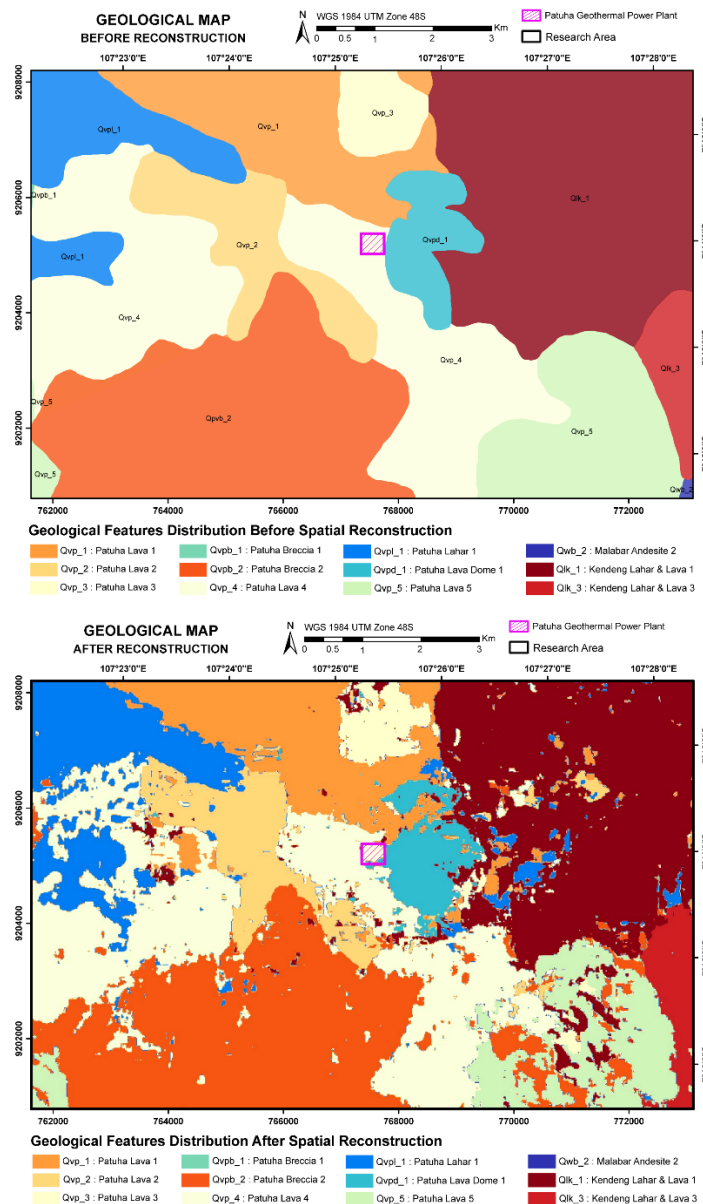 GEOLOGICAL MAP
BEFORE RECONSTRUCTION
N
WGS 1984 UTM Zone 48S
Km
0 0.5 1 2 3
Patuha Geothermal Power Plant
Research Area
107°23'0" 107°24'0" 107°25'0" 107°26'0" 107°27'0" 107°28'0"
9208000
Qvpl_1
Qvp_1
Qvp_3
9206000
Qvpb_1
Qlk_1
Qvp_2
Qvpd_1
Qvpl_1
9204000
Qvp_4
Qvp_4
Qlk_3
Qvp_5
Qpvb_2
Qvp_5
9202000
Qvp_5
Qwb_2
762000 764000 766000 768000 770000 772000
Geological Features Distribution Before Spatial Reconstruction
Qvp_1 : Patuha Lava 1 Qvpb_1 : Patuha Breccia 1 Qvpl_1 : Patuha Lahar 1 Qwb_2 : Malabar Andesite 2
Qvp_2 : Patuha Lava 2 Qvpb_2 : Patuha Breccia 2 Qvpd_1 : Patuha Lava Dome 1 Qlk_1 : Kendeng Lahar & Lava 1
Qvp_3 : Patuha Lava 3 Qvp_4 : Patuha Lava 4 Qvp_5 : Patuha Lava 5 Qlk_3 : Kendeng Lahar & Lava 3
GEOLOGICAL MAP
AFTER RECONSTRUCTION
N
WGS 1984 UTM Zone 48S
Km
0 0.5 1 2 3
Patuha Geothermal Power Plant
Research Area
107°23'0" 107°24'0" 107°25'0" 107°26'0" 107°27'0" 107°28'0"
9208000
9206000
9204000
9202000
762000 764000 766000 768000 770000 772000
Geological Features Distribution After Spatial Reconstruction
Qvp_1 : Patuha Lava 1 Qvpb_1 : Patuha Breccia 1 Qvpl_1 : Patuha Lahar 1 Qwb_2 : Malabar Andesite 2
Qvp_2 : Patuha Lava 2 Qvpb_2 : Patuha Breccia 2 Qvpd_1 : Patuha Lava Dome 1 Qlk_1 : Kendeng Lahar & Lava 1
Qvp_3 : Patuha Lava 3 Qvp_4 : Patuha Lava 4 Qvp_5 : Patuha Lava 5 Qlk_3 : Kendeng Lahar & Lava 3